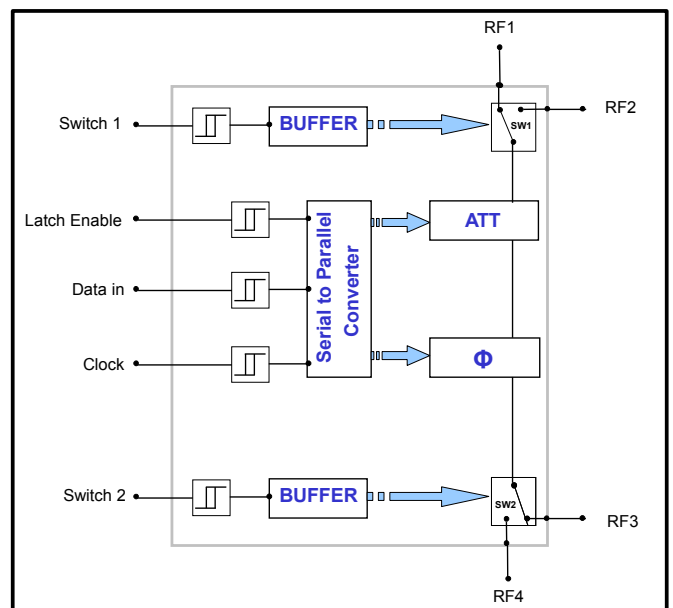 RF1
Switch 1
BUFFER
SW1
RF2
Latch Enable
Data in
Clock
Serial to Parallel
Converter
ATT
Φ
Switch 2
BUFFER
SW2
RF3
RF4